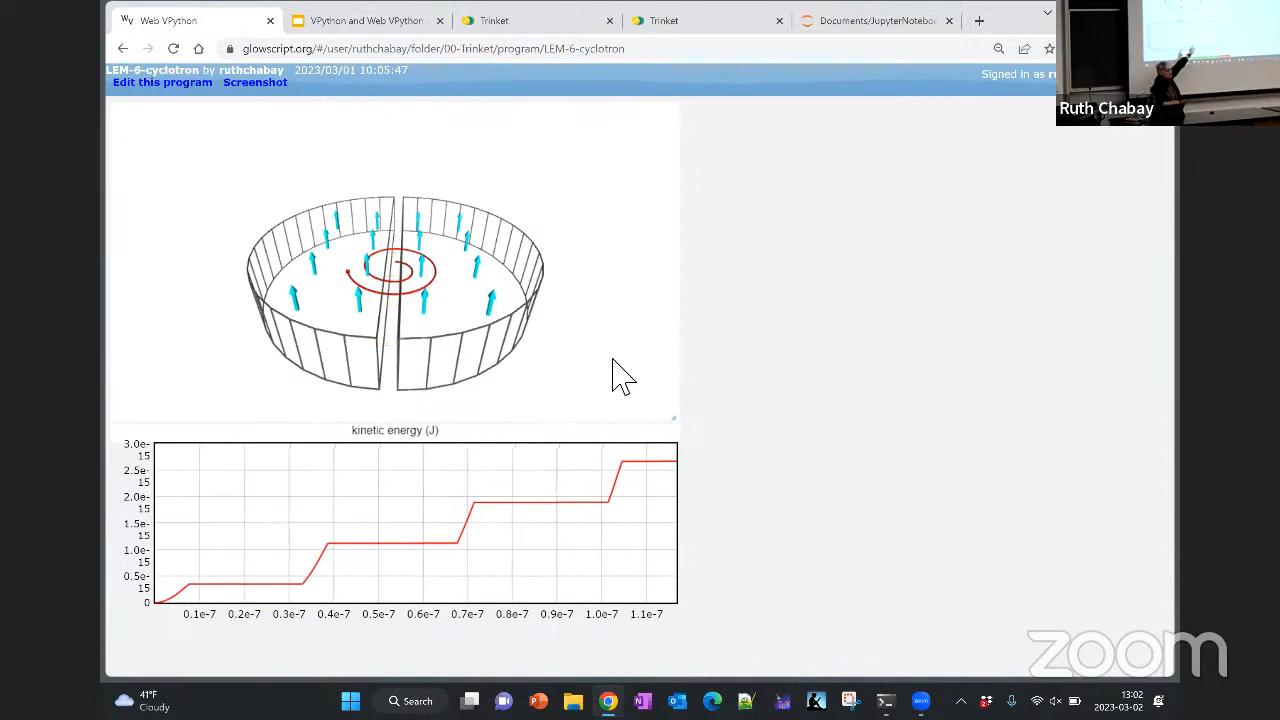 Web VPython
VPython and Web VPython -
Trinket
Trinket
Documents/JupyterNotebo
glowscript.org/#/user/ruthchabay/folder/00-Trinket/program/LEM-6-cyclotron
LEM-6-cyclotron by ruthchabay 2023/03/01 10:05:47
Signed in as ru
Edit this program Screenshot
Ruth Chabay
kinetic energy (J)
3.0e-
15
2.5e-
15
2.0e-
15
1.5e-
15
1.0e-
15
0.5e-
15
0
0.1e-7 0.2e-7 0.3e-7 0.4e-7 0.5e-7 0.6e-7 0.7e-7 0.8e-7 0.9e-7 1.0e-7 1.1e-7
zoom
41°F
Cloudy
Search
13:02
2023-03-02